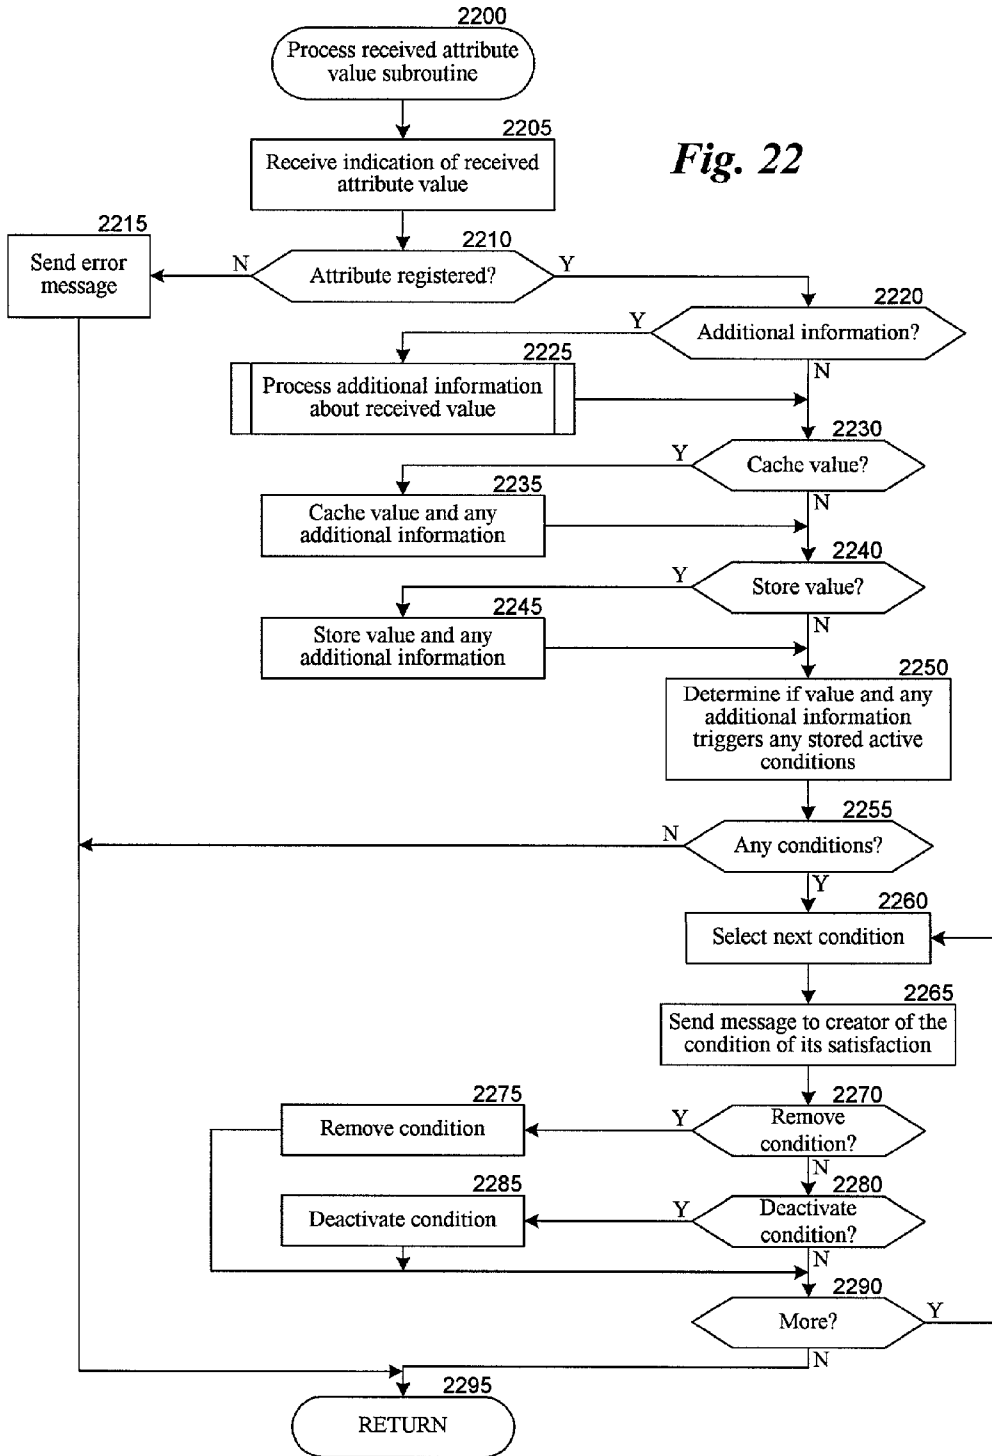 2200
Process received attribute
value subroutine
2205
Receive indication of received
attribute value
Fig. 22
2215
Send error
message
N
2210
Attribute registered?
Y
2220
Additional information?
Y
N
2225
Process additional information
about received value
2230
Cache value?
Y
N
2235
Cache value and any
additional information
2240
Store value?
Y
N
2245
Store value and any
additional information
2250
Determine if value and any
additional information
triggers any stored active
conditions
2255
Any conditions?
N
Y
2260
Select next condition
2265
Send message to creator of the
condition of its satisfaction
2270
Remove
condition?
Y
N
2275
Remove condition
2280
Deactivate
condition?
Y
N
2285
Deactivate condition
2290
More?
Y
N
2295
RETURN